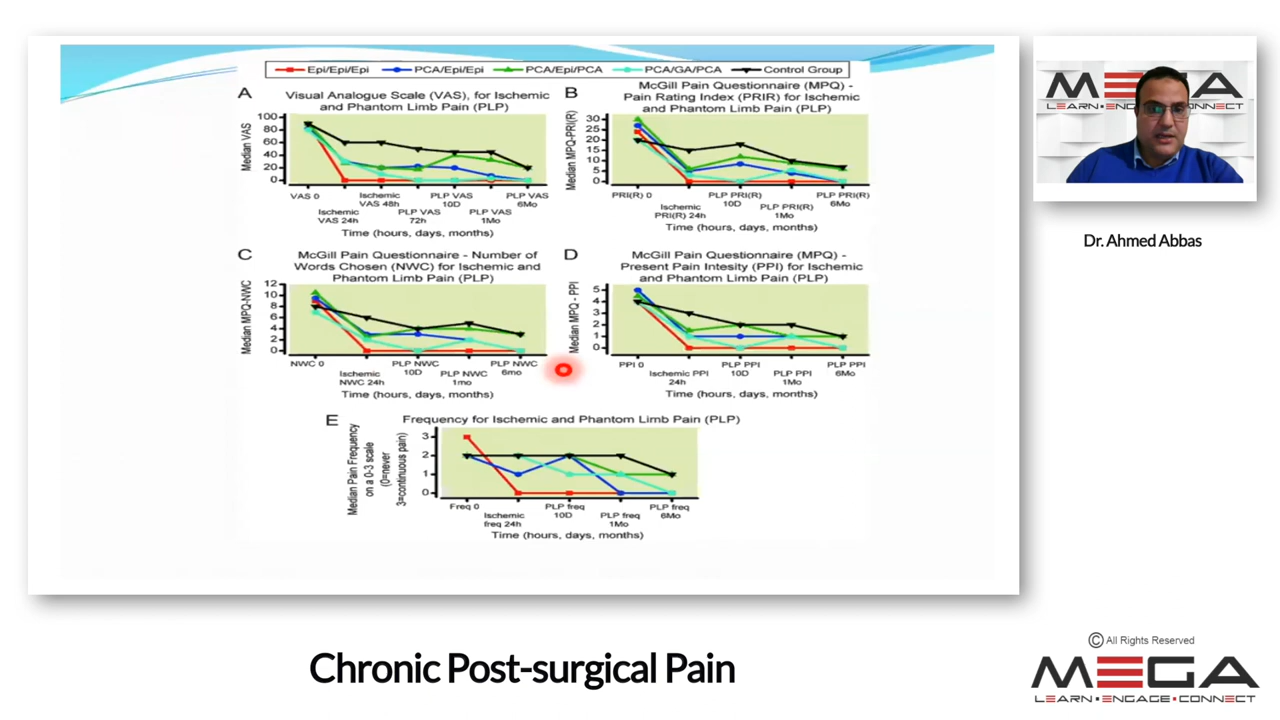 Epi/Epi/Epi PCA/Epi/Epi PCA/Epi/PCA PCA/GA/PCA Control Group
A
Visual Analogue Scale (VAS), for Ischemic
and Phantom Limb Pain (PLP)
Median VAS
100
80
60
40
20
0
VAS 0 Ischemic VAS 24h Ischemic VAS 48h PLP VAS 72h PLP VAS 10D PLP VAS 1Mo PLP VAS 6Mo
Time (hours, days, months)
B
McGill Pain Questionnaire (MPQ) -
Pain Rating Index (PRIR) for Ischemic
and Phantom Limb Pain (PLP)
Median MPQ-PRI(R)
30
25
20
15
10
5
0
PRI(R) 0 Ischemic PRI(R) 24h PLP PRI(R) 10D PLP PRI(R) 1Mo PLP PRI(R) 6Mo
Time (hours, days, months)
C
McGill Pain Questionnaire - Number of
Words Chosen (NWC) for Ischemic and
Phantom Limb Pain (PLP)
Median MPQ-NWC
12
10
8
6
4
2
0
NWC 0 Ischemic NWC 24h PLP NWC 10D PLP NWC 1mo PLP NWC 6mo
Time (hours, days, months)
D
McGill Pain Questionnaire (MPQ) -
Present Pain Intesity (PPI) for Ischemic
and Phantom Limb Pain (PLP)
Median MPQ - PPI
5
4
3
2
1
0
PPI 0 Ischemic PPI 24h PLP PPI 10D PLP PPI 1Mo PLP PPI 6Mo
Time (hours, days, months)
E
Frequency for Ischemic and Phantom Limb Pain (PLP)
Median Pain Frequency
on a 0-3 scale
(0=never
3=continuous pain)
3
2
1
0
Freq 0 Ischemic freq 24h PLP freq 10D PLP freq 1Mo PLP freq 6Mo
Time (hours, days, months)
MEGA
LEARN•ENGAGE•CONNECT
Dr. Ahmed Abbas
Chronic Post-surgical Pain
© All Rights Reserved
MEGA
LEARN•ENGAGE•CONNECT